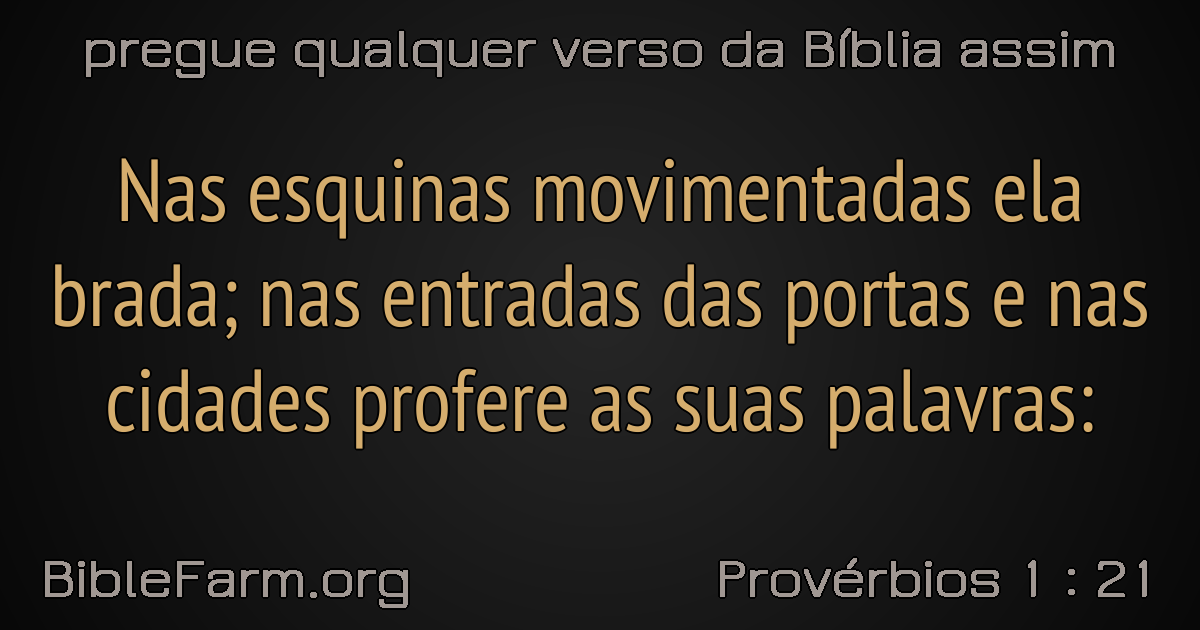 pregue qualquer verso da Bíblia assim
Nas esquinas movimentadas ela
brada; nas entradas das portas e nas
cidades profere as suas palavras:
BibleFarm.org
Provérbios 1 : 21